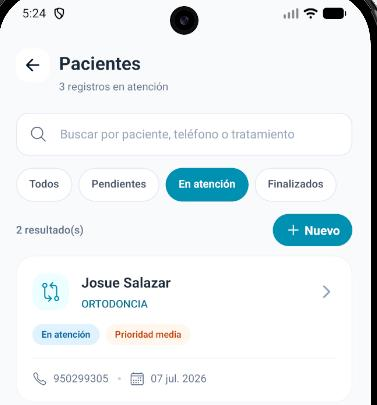 5:24
Pacientes
3 registros en atención
Buscar por paciente, teléfono o tratamiento
Todos
Pendientes
En atención
Finalizados
2 resultado(s)
+ Nuevo
Josue Salazar
ORTODONCIA
En atención
Prioridad media
950299305 • 07 jul. 2026